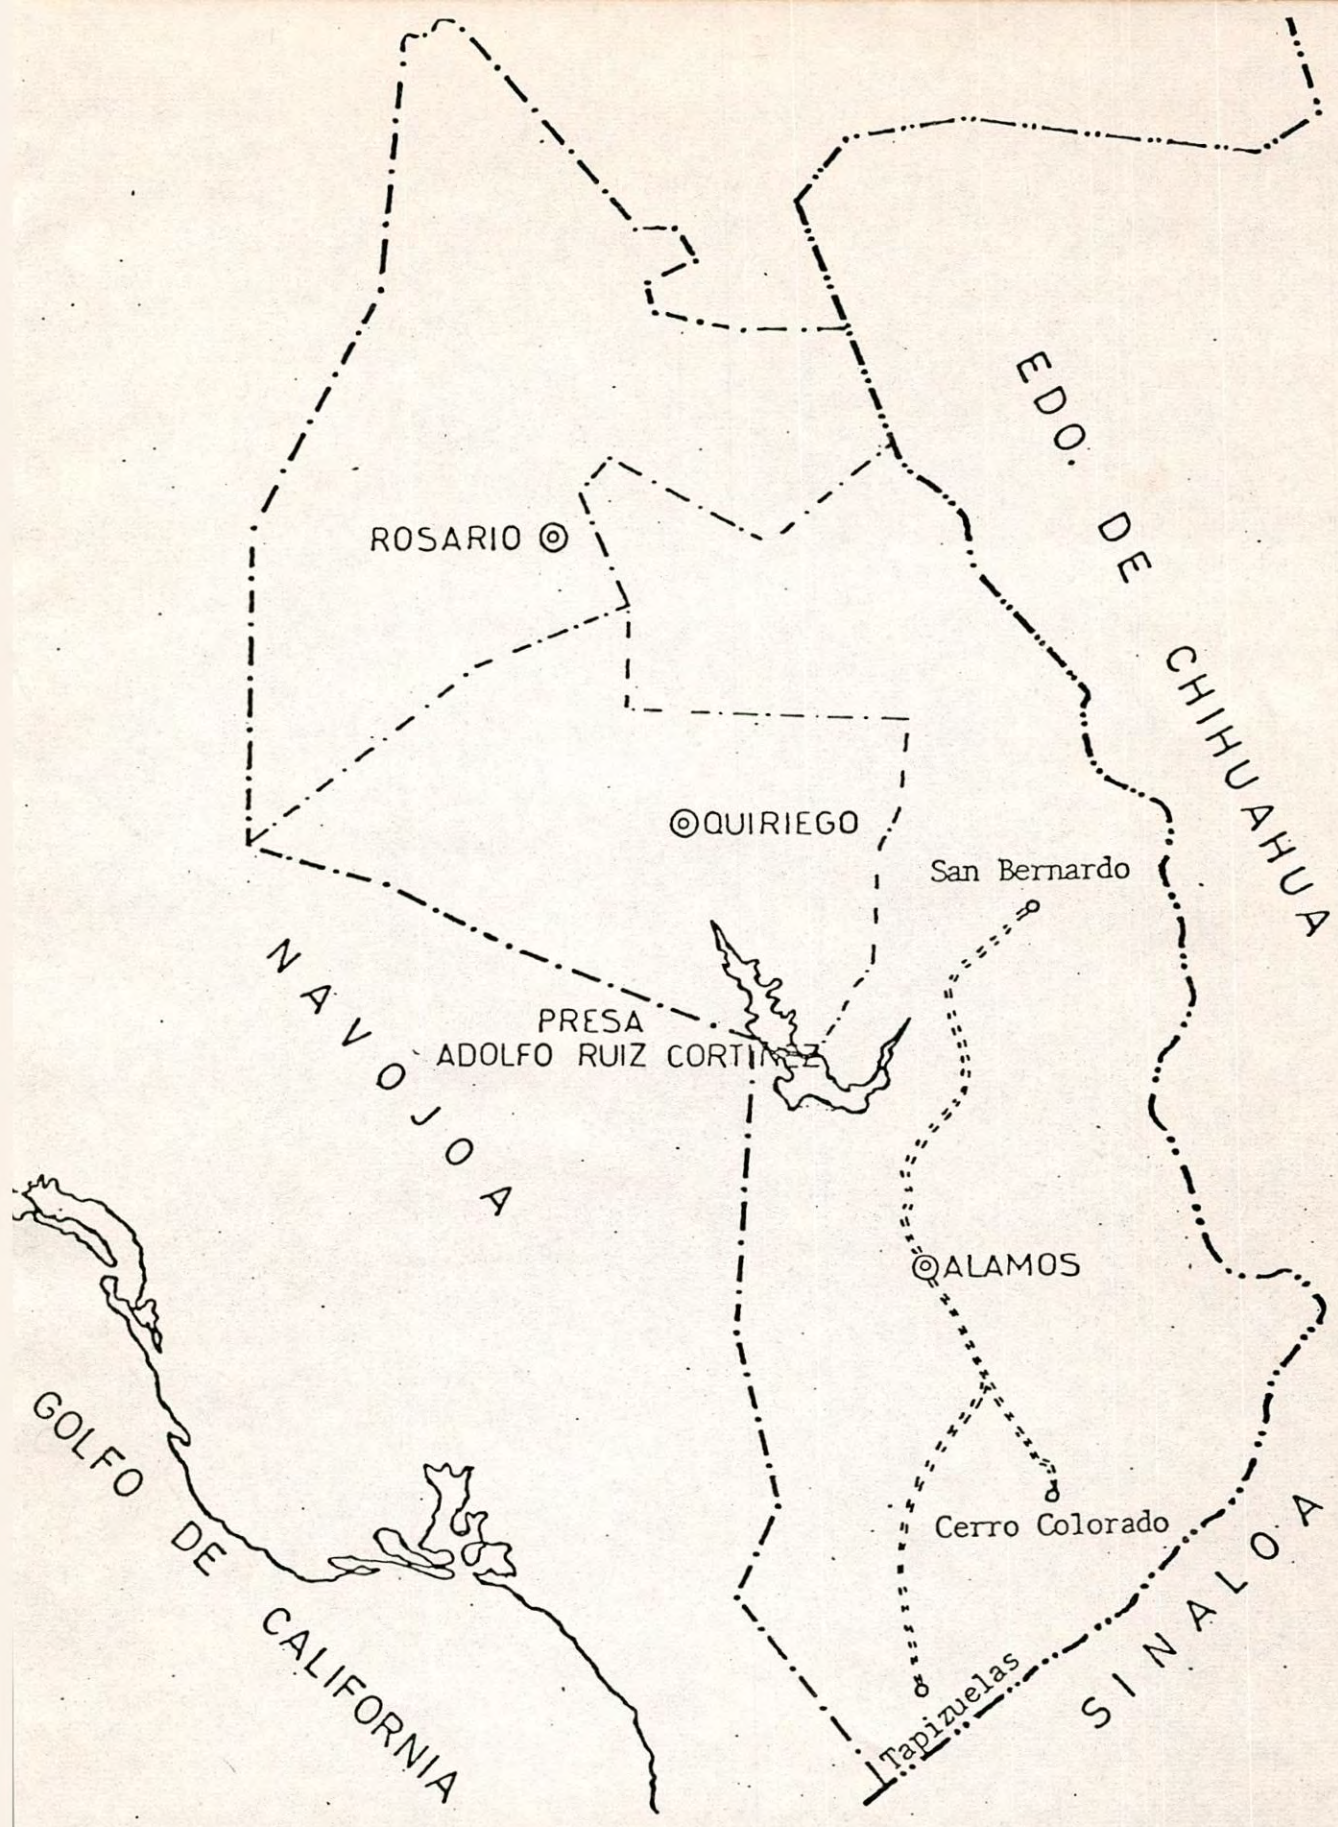 EDO. DE CHIHUAHUA
ROSARIO
QUIRIEGO
San Bernardo
NAVOJOA
PRESA
ADOLFO RUIZ CORTINEZ
ALAMOS
GOLFO DE CALIFORNIA
Cerro Colorado
SINALOA
Tapizuelas